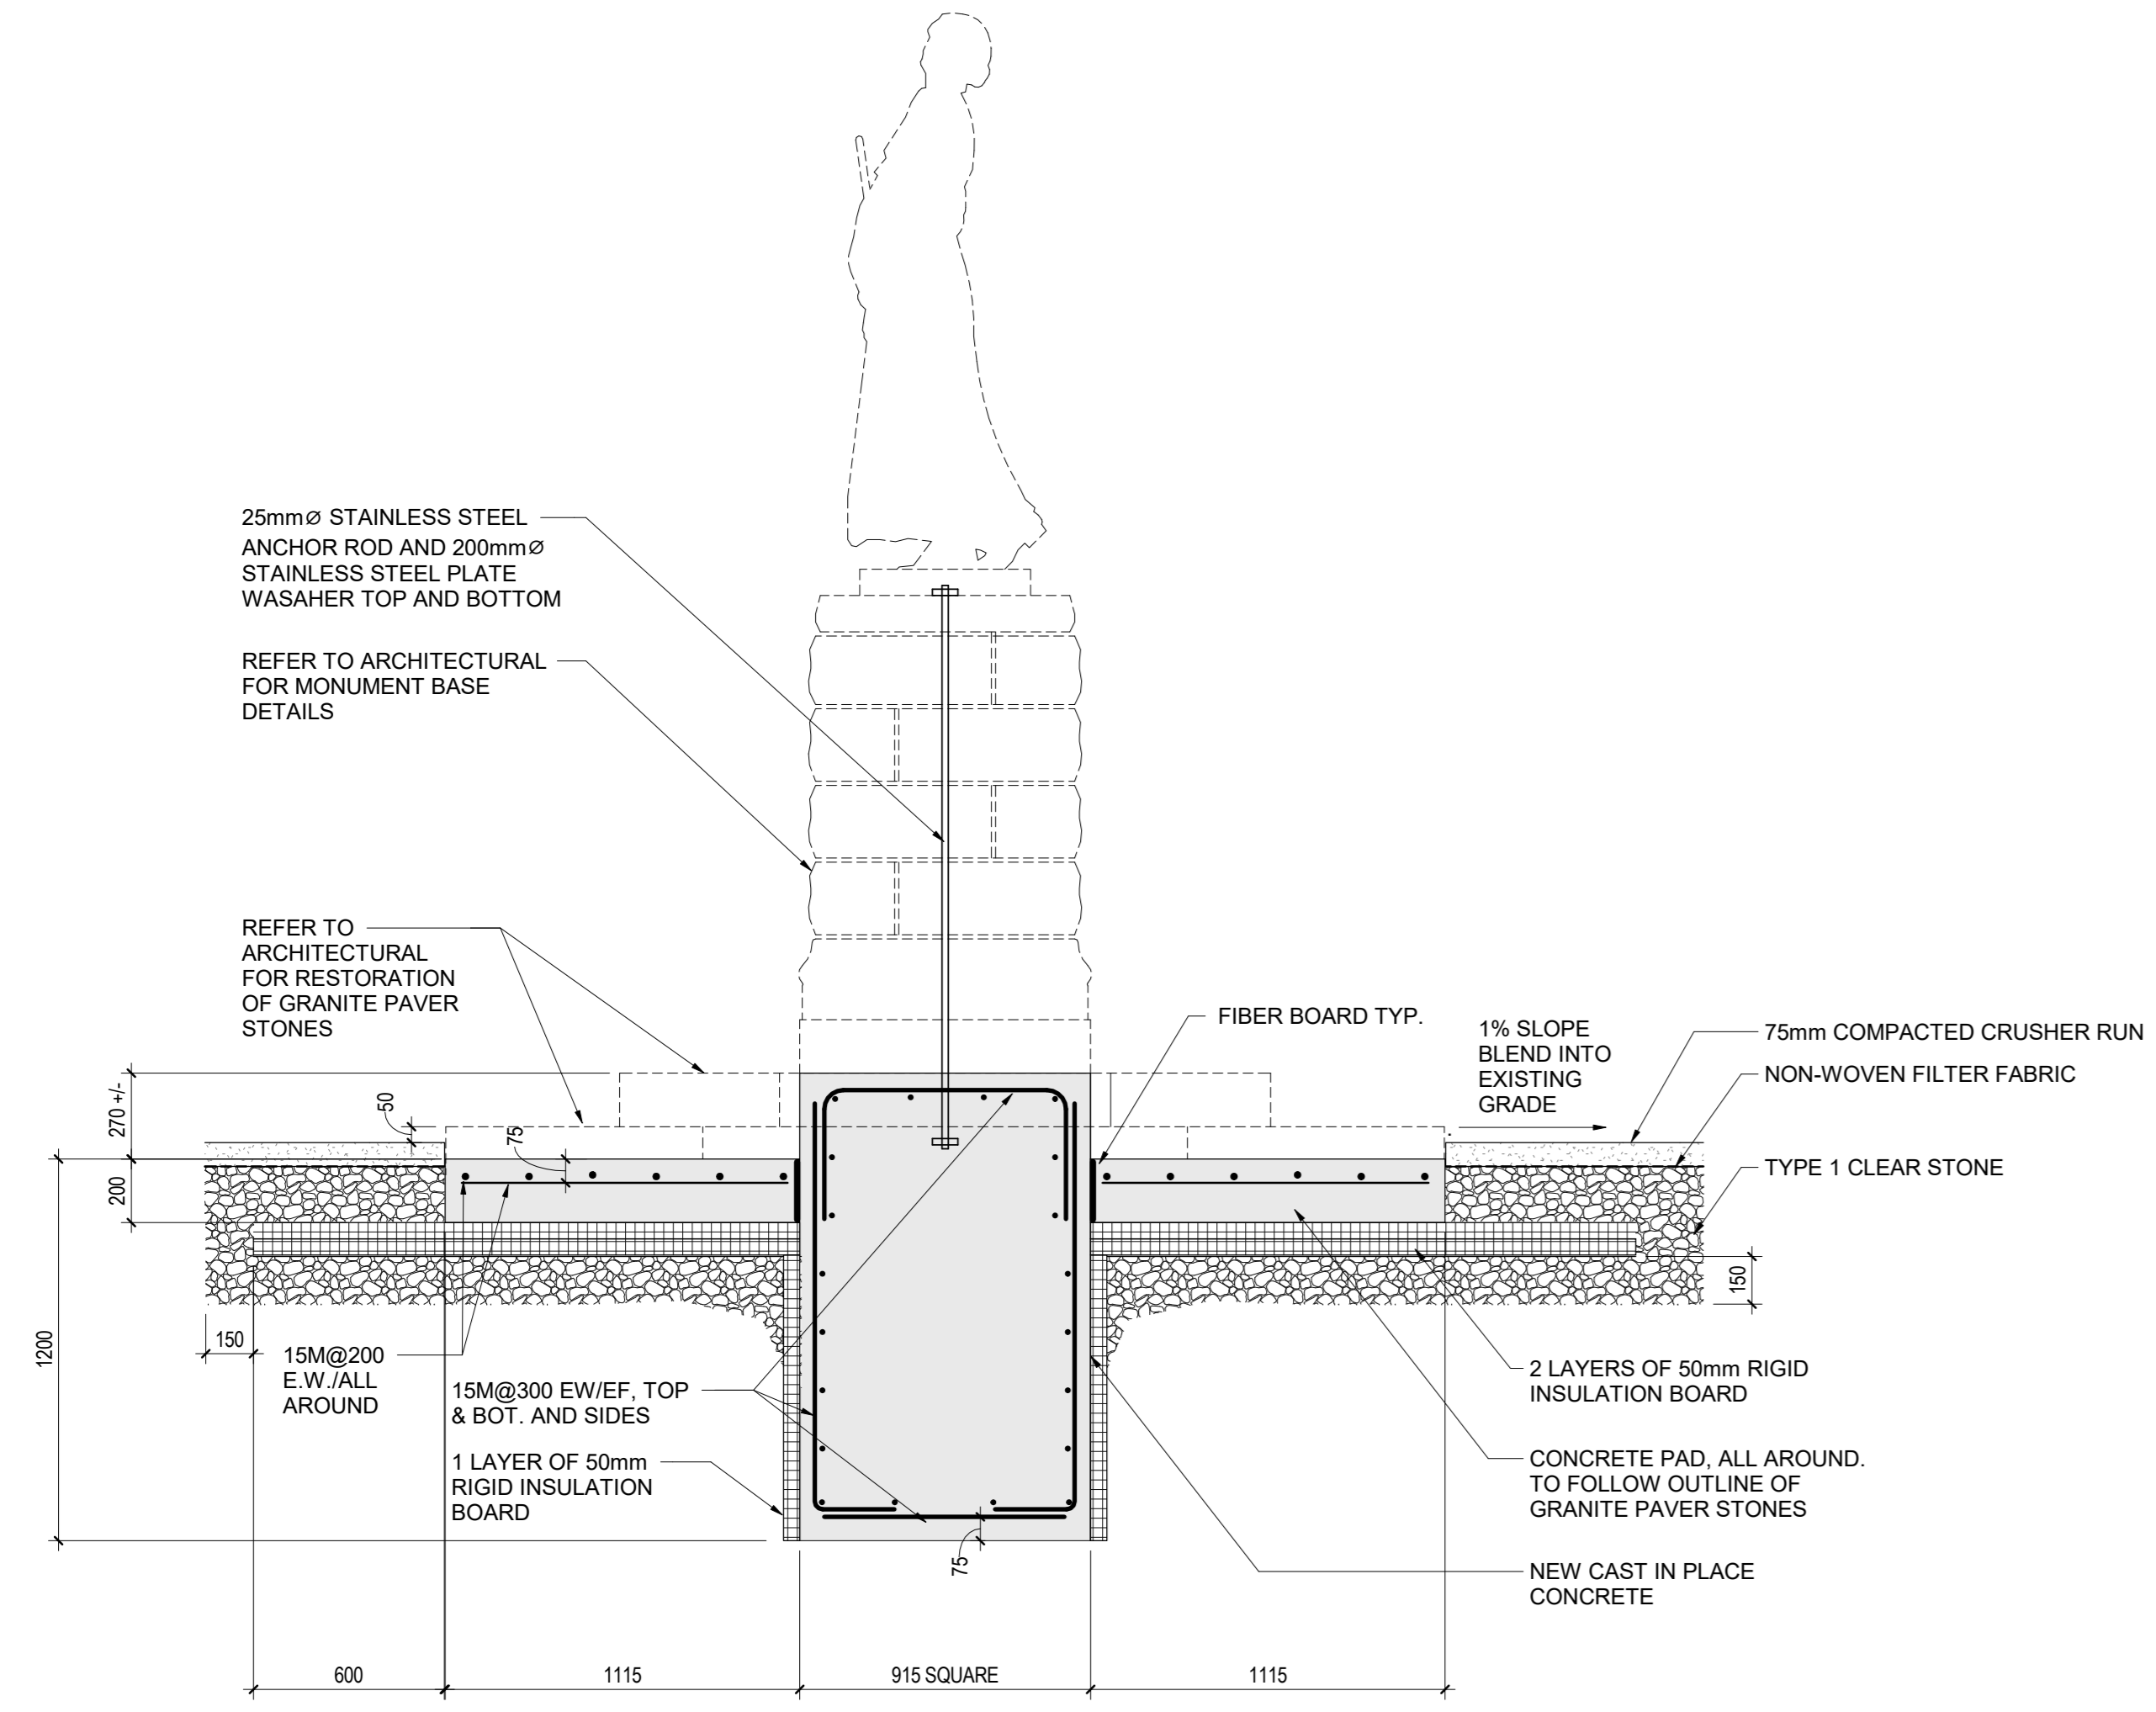 25mm⌀ STAINLESS STEEL
ANCHOR ROD AND 200mm⌀
STAINLESS STEEL PLATE
WASAHER TOP AND BOTTOM
REFER TO ARCHITECTURAL
FOR MONUMENT BASE
DETAILS
REFER TO
ARCHITECTURAL
FOR RESTORATION
OF GRANITE PAVER
STONES
FIBER BOARD TYP.
1% SLOPE
BLEND INTO
EXISTING
GRADE
75mm COMPACTED CRUSHER RUN
NON-WOVEN FILTER FABRIC
TYPE 1 CLEAR STONE
270 +/-
50
75
200
1200
150
150
15M@200
E.W./ALL
AROUND
15M@300 EW/EF, TOP
& BOT. AND SIDES
1 LAYER OF 50mm
RIGID INSULATION
BOARD
75
2 LAYERS OF 50mm RIGID
INSULATION BOARD
CONCRETE PAD, ALL AROUND.
TO FOLLOW OUTLINE OF
GRANITE PAVER STONES
NEW CAST IN PLACE
CONCRETE
600
1115
915 SQUARE
1115